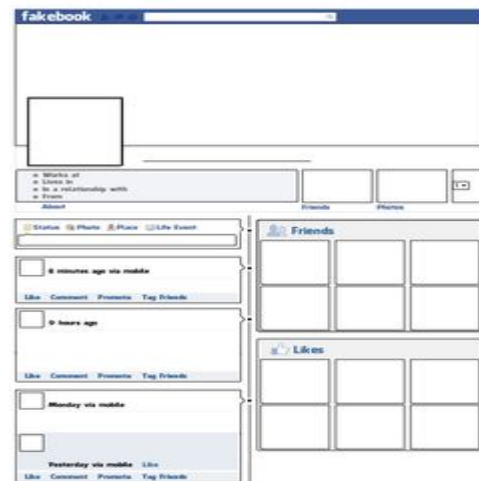 fakebook
Works at
Lives in
In a relationship with
From
About
Friends
Photos
1
Status Photo Place Life Event
6 minutes ago via mobile
Like Comment Promote Tag Friends
9 hours ago
Like Comment Promote Tag Friends
Monday via mobile
Yesterday via mobile Like
Like Comment Promote Tag Friends
Friends
Likes